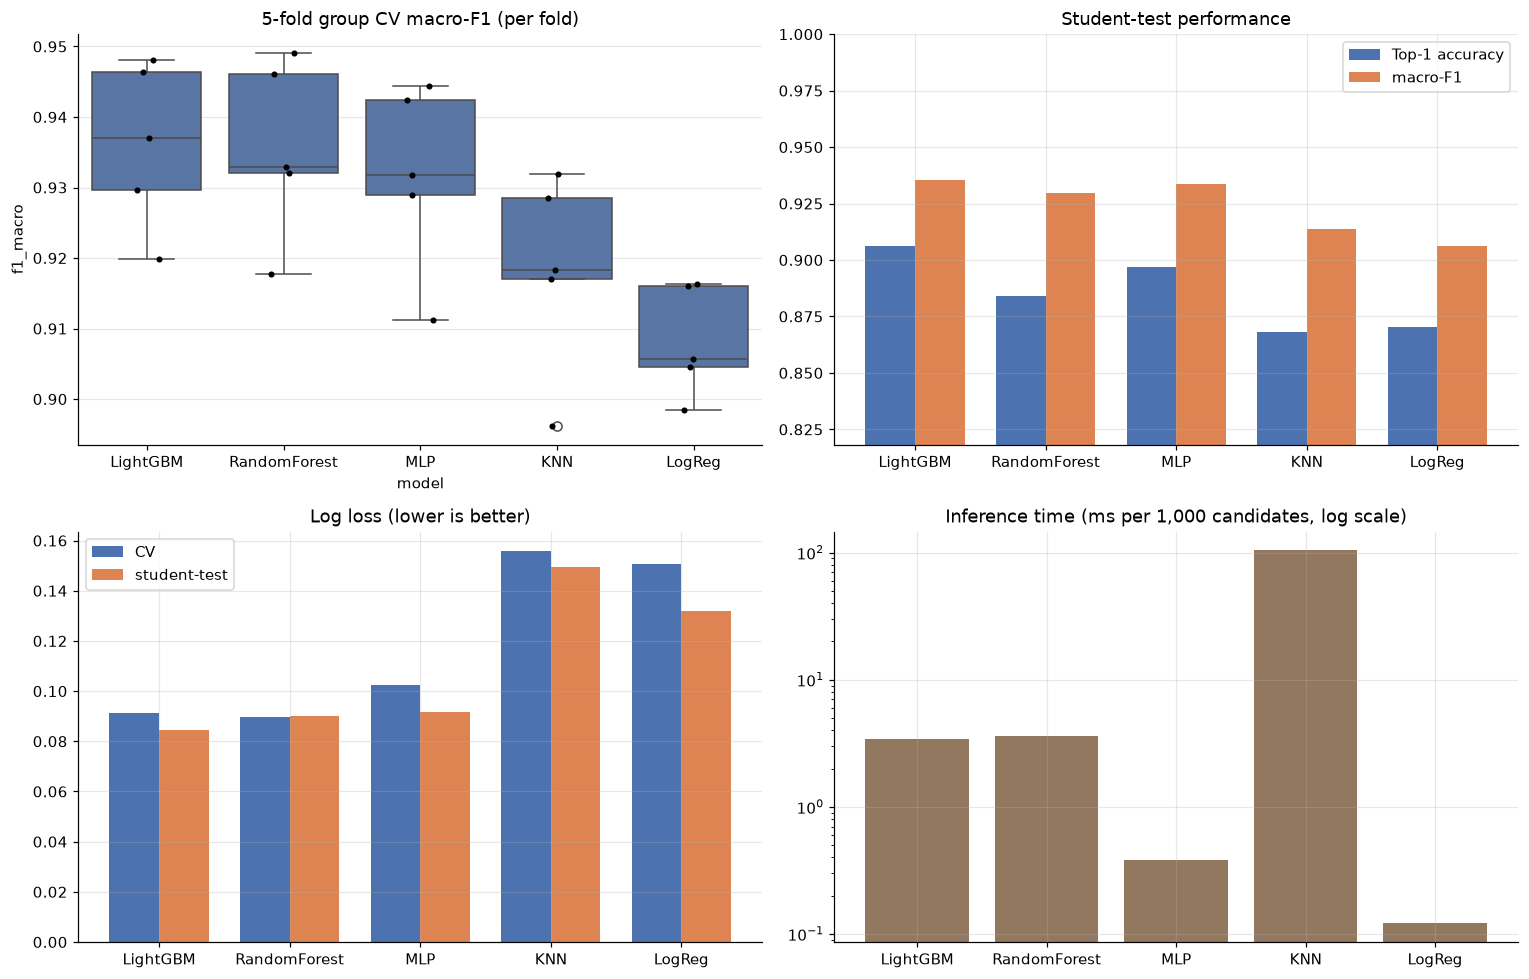 5-fold group CV macro-F1 (per fold)
f1_macro
0.95
0.94
0.93
0.92
0.91
0.90
LightGBM
RandomForest
MLP
KNN
LogReg
model
Student-test performance
Top-1 accuracy
macro-F1
1.000
0.975
0.950
0.925
0.900
0.875
0.850
0.825
LightGBM
RandomForest
MLP
KNN
LogReg
Log loss (lower is better)
CV
student-test
0.16
0.14
0.12
0.10
0.08
0.06
0.04
0.02
0.00
LightGBM
RandomForest
MLP
KNN
LogReg
Inference time (ms per 1,000 candidates, log scale)
10²
10¹
10⁰
10⁻¹
LightGBM
RandomForest
MLP
KNN
LogReg